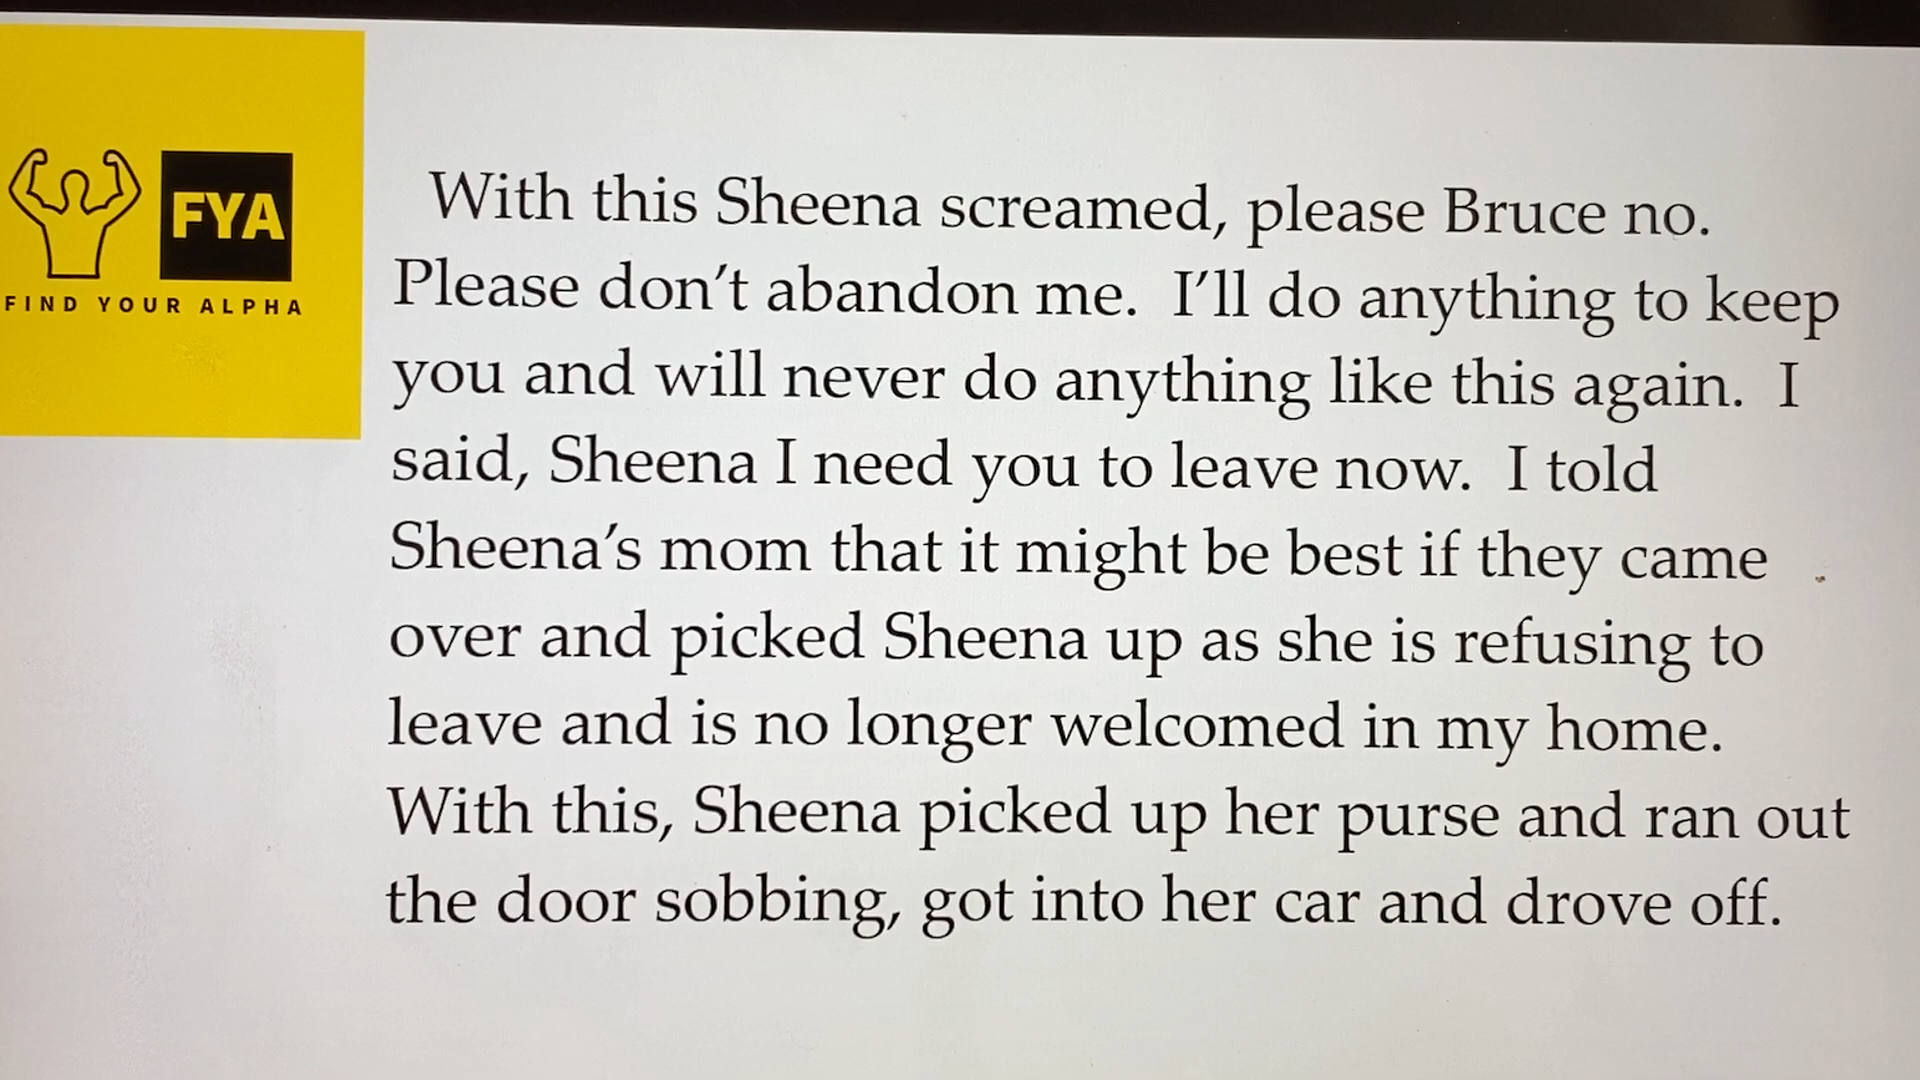 FYA
FIND YOUR ALPHA
With this Sheena screamed, please Bruce no.
Please don't abandon me.  I'll do anything to keep
you and will never do anything like this again.  I
said, Sheena I need you to leave now.  I told
Sheena's mom that it might be best if they came
over and picked Sheena up as she is refusing to
leave and is no longer welcomed in my home.
With this, Sheena picked up her purse and ran out
the door sobbing, got into her car and drove off.